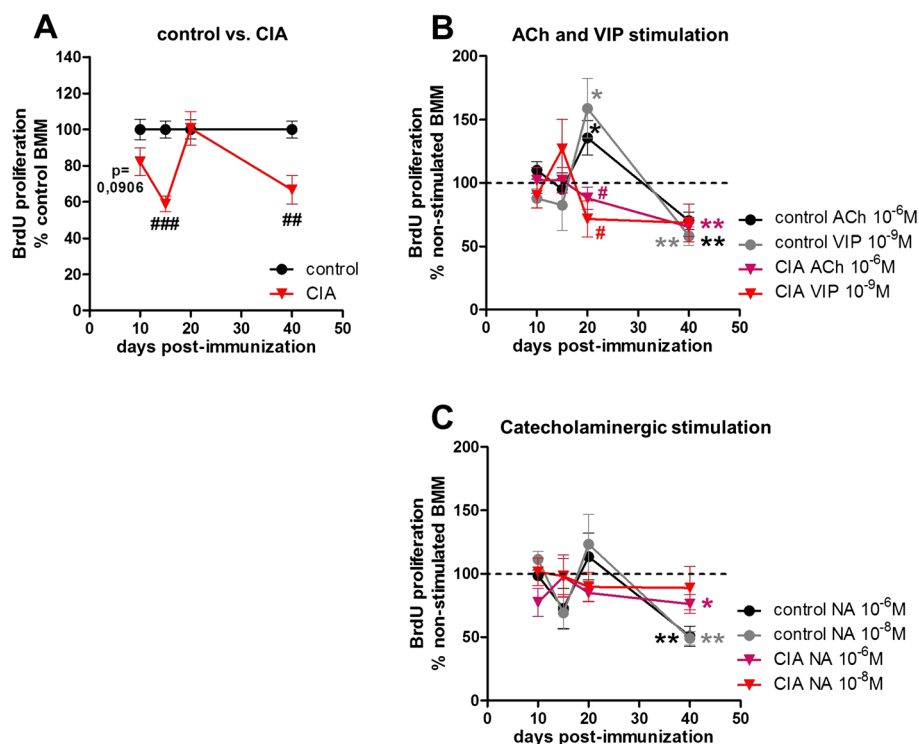 A
control vs. CIA
BrdU proliferation
% control BMM
140
120
100
80
60
40
20
0
p=
0,0906
###
##
control
CIA
0 10 20 30 40 50
days post-immunization
B
ACh and VIP stimulation
BrdU proliferation
% non-stimulated BMM
200
150
100
50
0
*
*
#
#
**
** **
control ACh 10⁻⁶M
control VIP 10⁻⁹M
CIA ACh 10⁻⁶M
CIA VIP 10⁻⁹M
0 10 20 30 40 50
days post-immunization
C
Catecholaminergic stimulation
BrdU proliferation
% non-stimulated BMM
200
150
100
50
0
*
** **
control NA 10⁻⁶M
control NA 10⁻⁸M
CIA NA 10⁻⁶M
CIA NA 10⁻⁸M
0 10 20 30 40 50
days post-immunization